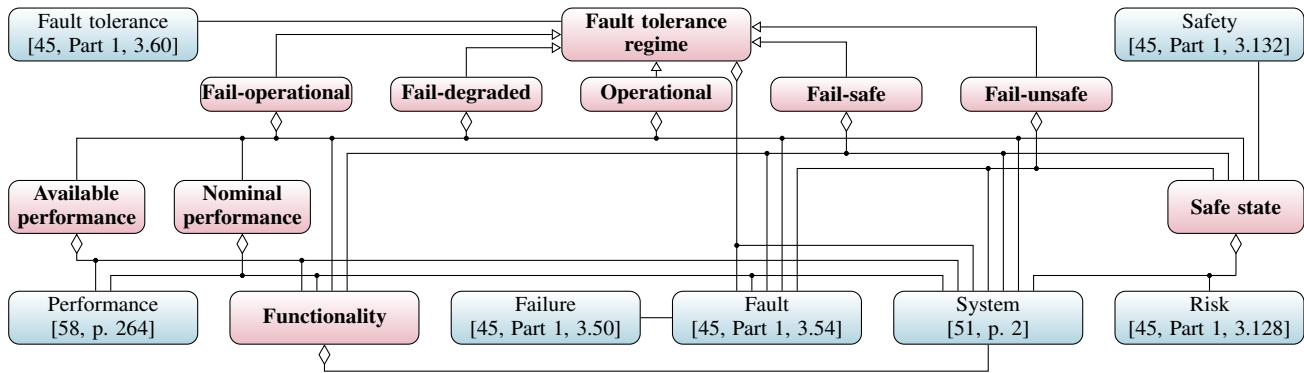 Fault tolerance
[45, Part 1, 3.60]
Fault tolerance
regime
Safety
[45, Part 1, 3.132]
Fail-operational
Fail-degraded
Operational
Fail-safe
Fail-unsafe
Available
performance
Nominal
performance
Safe state
Performance
[58, p. 264]
Functionality
Failure
[45, Part 1, 3.50]
Fault
[45, Part 1, 3.54]
System
[51, p. 2]
Risk
[45, Part 1, 3.128]